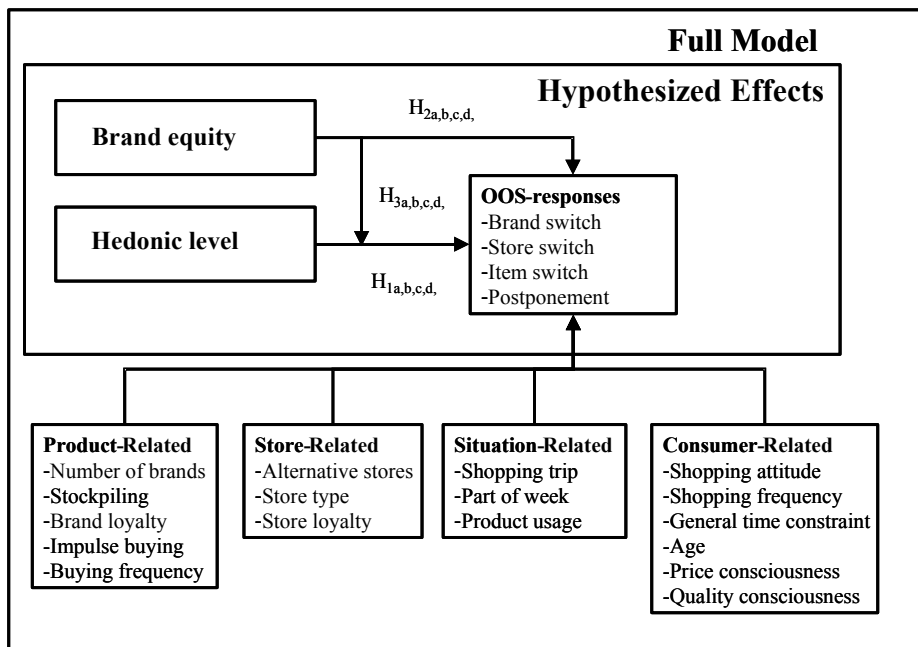 Full Model
Hypothesized Effects
Brand equity
H2a,b,c,d,
H3a,b,c,d,
Hedonic level
H1a,b,c,d,
OOS-responses
-Brand switch
-Store switch
-Item switch
-Postponement
Product-Related
-Number of brands
-Stockpiling
-Brand loyalty
-Impulse buying
-Buying frequency
Store-Related
-Alternative stores
-Store type
-Store loyalty
Situation-Related
-Shopping trip
-Part of week
-Product usage
Consumer-Related
-Shopping attitude
-Shopping frequency
-General time constraint
-Age
-Price consciousness
-Quality consciousness